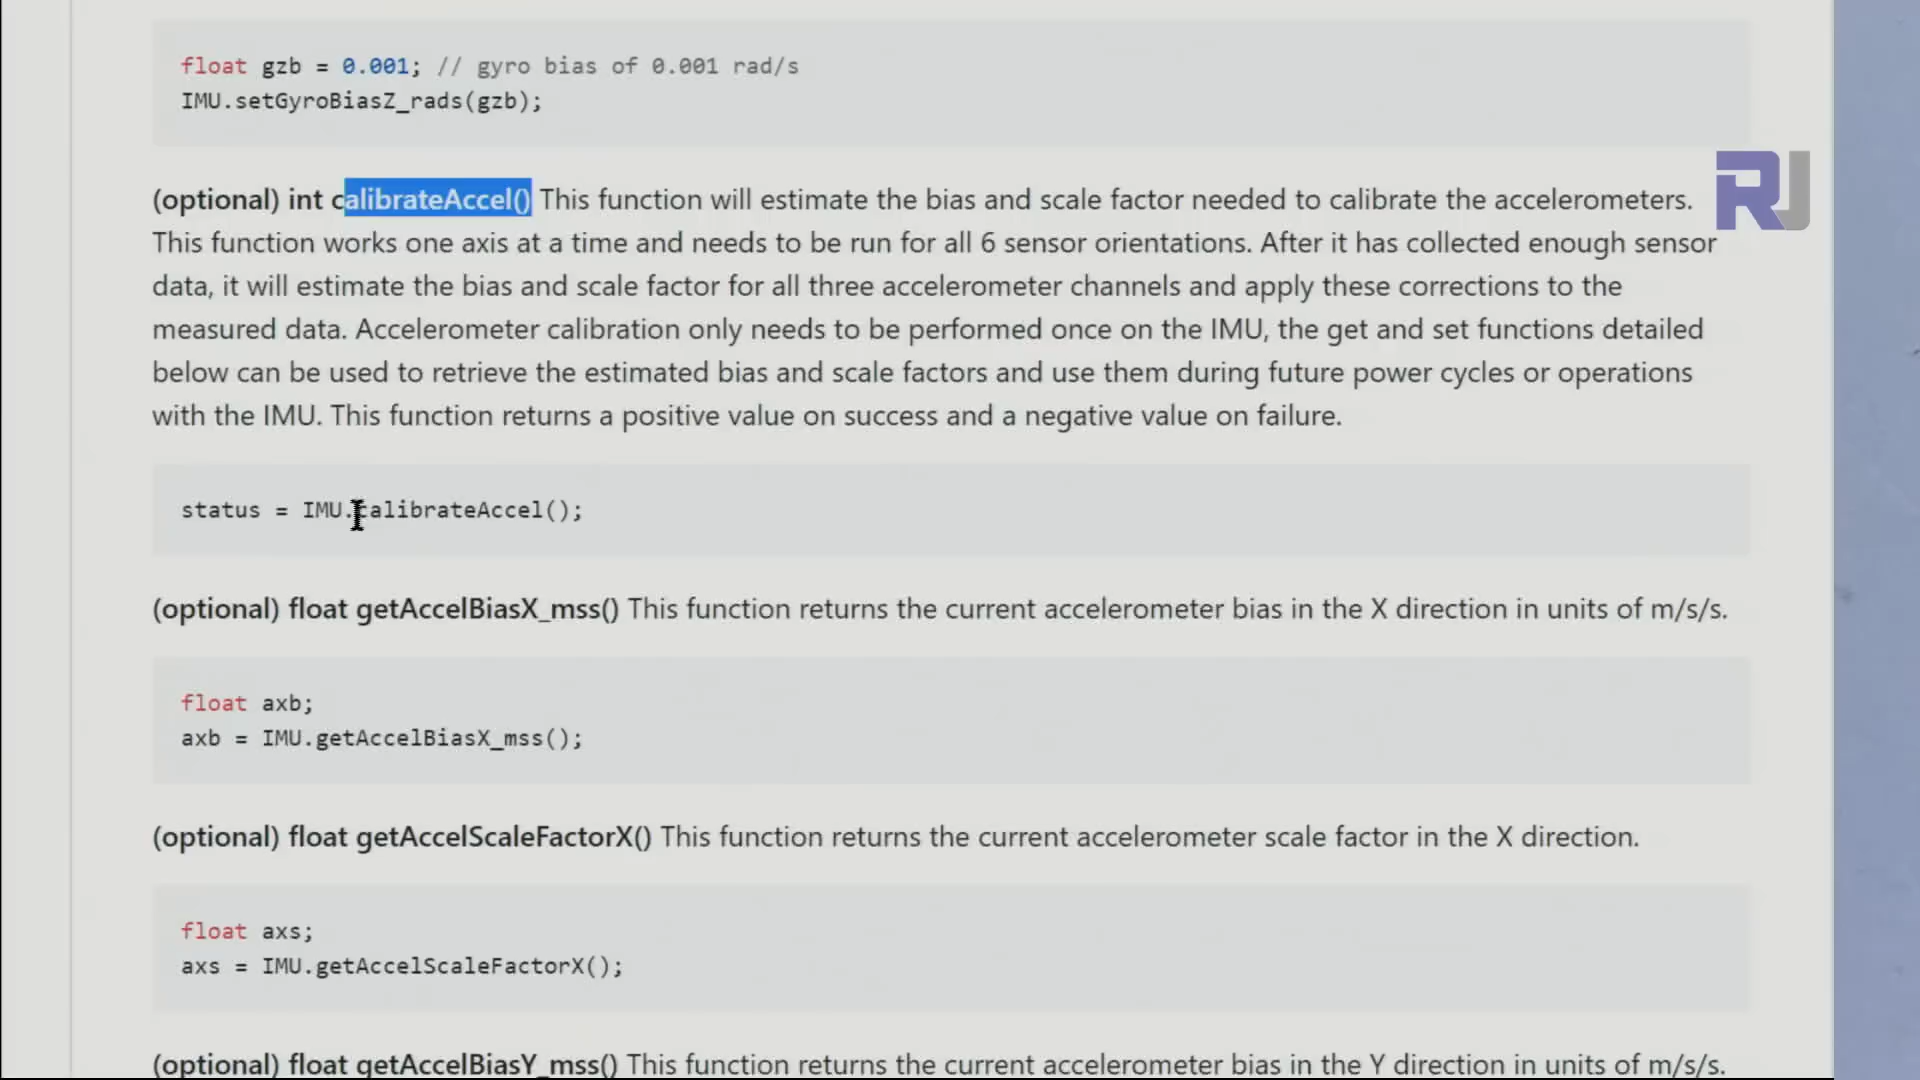 float gzb = 0.001; // gyro bias of 0.001 rad/s
IMU.setGyroBiasZ_rads(gzb);
RJ
(optional) int calibrateAccel() This function will estimate the bias and scale factor needed to calibrate the accelerometers.
This function works one axis at a time and needs to be run for all 6 sensor orientations. After it has collected enough sensor
data, it will estimate the bias and scale factor for all three accelerometer channels and apply these corrections to the
measured data. Accelerometer calibration only needs to be performed once on the IMU, the get and set functions detailed
below can be used to retrieve the estimated bias and scale factors and use them during future power cycles or operations
with the IMU. This function returns a positive value on success and a negative value on failure.
status = IMU.calibrateAccel();
(optional) float getAccelBiasX_mss() This function returns the current accelerometer bias in the X direction in units of m/s/s.
float axb;
axb = IMU.getAccelBiasX_mss();
(optional) float getAccelScaleFactorX() This function returns the current accelerometer scale factor in the X direction.
float axs;
axs = IMU.getAccelScaleFactorX();
(optional) float getAccelBiasY_mss() This function returns the current accelerometer bias in the Y direction in units of m/s/s.